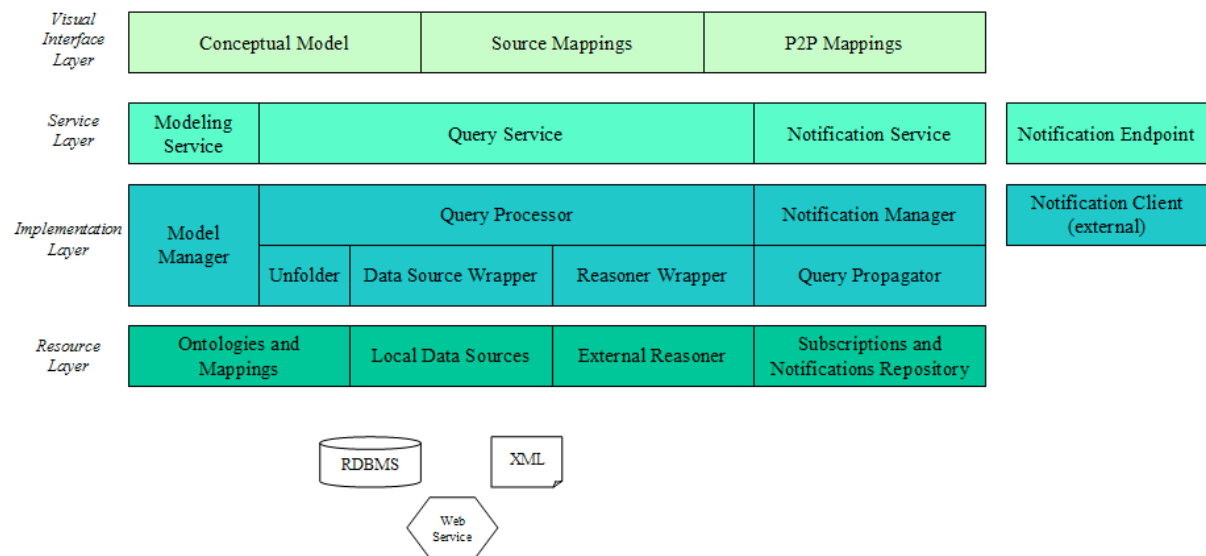 Visual
Interface
Layer
Conceptual Model
Source Mappings
P2P Mappings
Service
Layer
Modeling
Service
Query Service
Notification Service
Notification Endpoint
Implementation
Layer
Model
Manager
Query Processor
Notification Manager
Notification Client
(external)
Unfolder
Data Source Wrapper
Reasoner Wrapper
Query Propagator
Resource
Layer
Ontologies and
Mappings
Local Data Sources
External Reasoner
Subscriptions and
Notifications Repository
RDBMS
XML
Web
Service